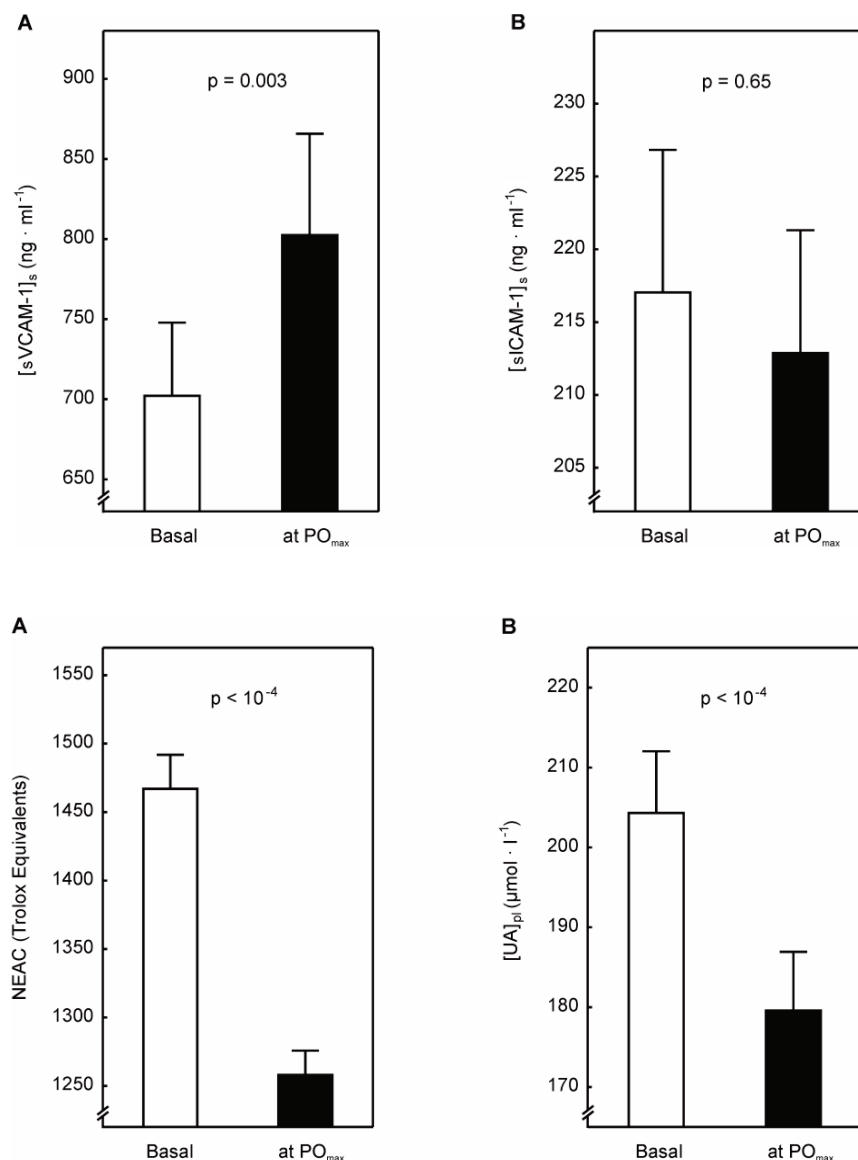 A
[sVCAM-1]s (ng · ml-1)
900
850
800
750
700
650
p = 0.003
Basal
at POmax
B
[sICAM-1]s (ng · ml-1)
230
225
220
215
210
205
p = 0.65
Basal
at POmax
A
NEAC (Trolox Equivalents)
1550
1500
1450
1400
1350
1300
1250
p < 10-4
Basal
at POmax
B
[UA]pl (µmol · l-1)
220
210
200
190
180
170
p < 10-4
Basal
at POmax